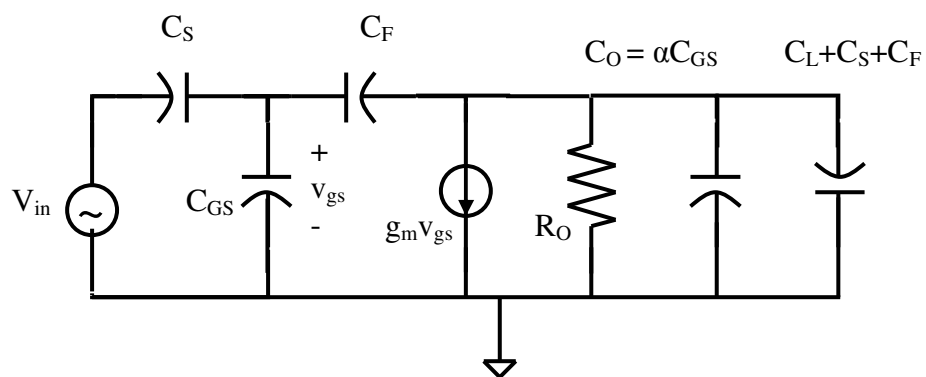 C_S
C_F
C_O = αC_GS
C_L+C_S+C_F
V_in
~
C_GS
+
v_gs
-
g_mv_gs
R_O